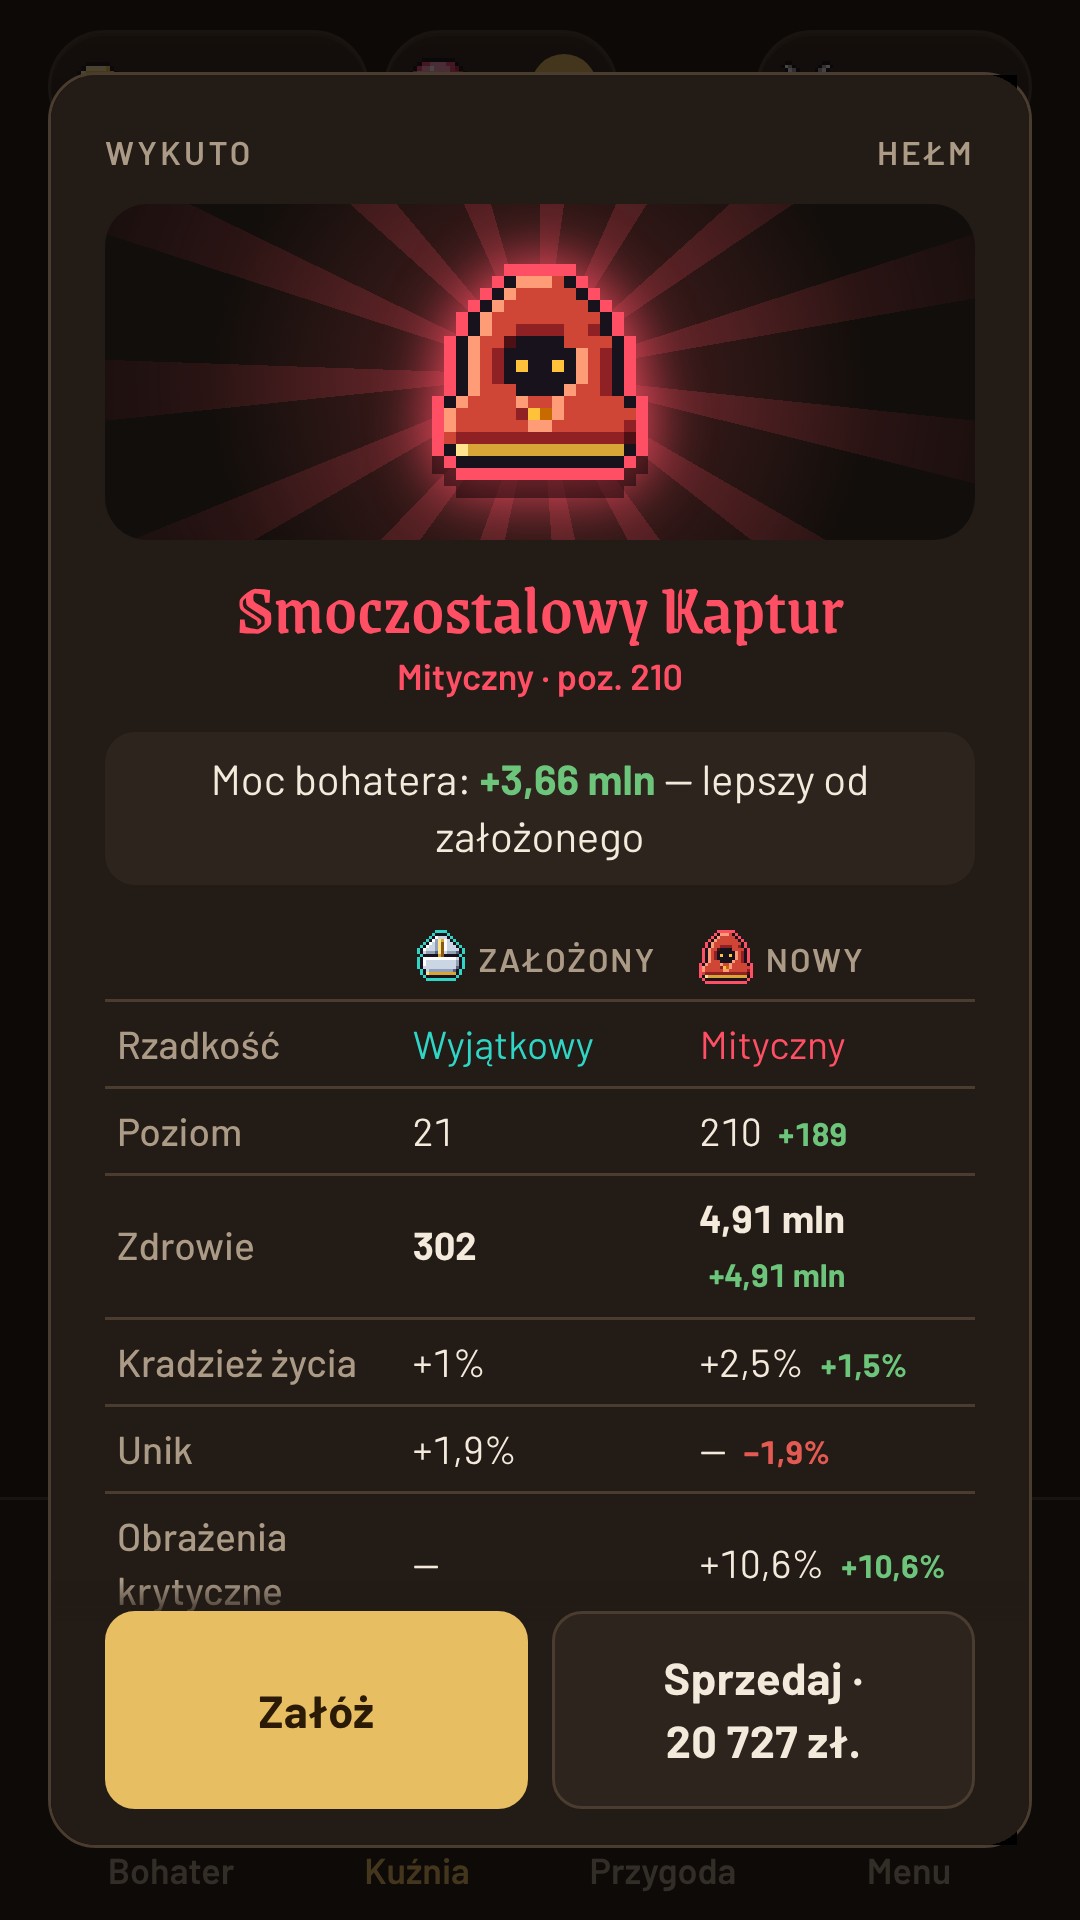 WYKUTO HEŁM
Smoczostalowy Kaptur
Mityczny · poz. 210
Moc bohatera: +3,66 mln — lepszy od
założonego
ZAŁOŻONY NOWY
Rzadkość Wyjątkowy Mityczny
Poziom 21 210 +189
Zdrowie 302 4,91 mln
+4,91 mln
Kradzież życia +1% +2,5% +1,5%
Unik +1,9% — −1,9%
Obrażenia
krytyczne — +10,6% +10,6%
Załóż Sprzedaj ·
20 727 zł.
Bohater Kuźnia Przygoda Menu